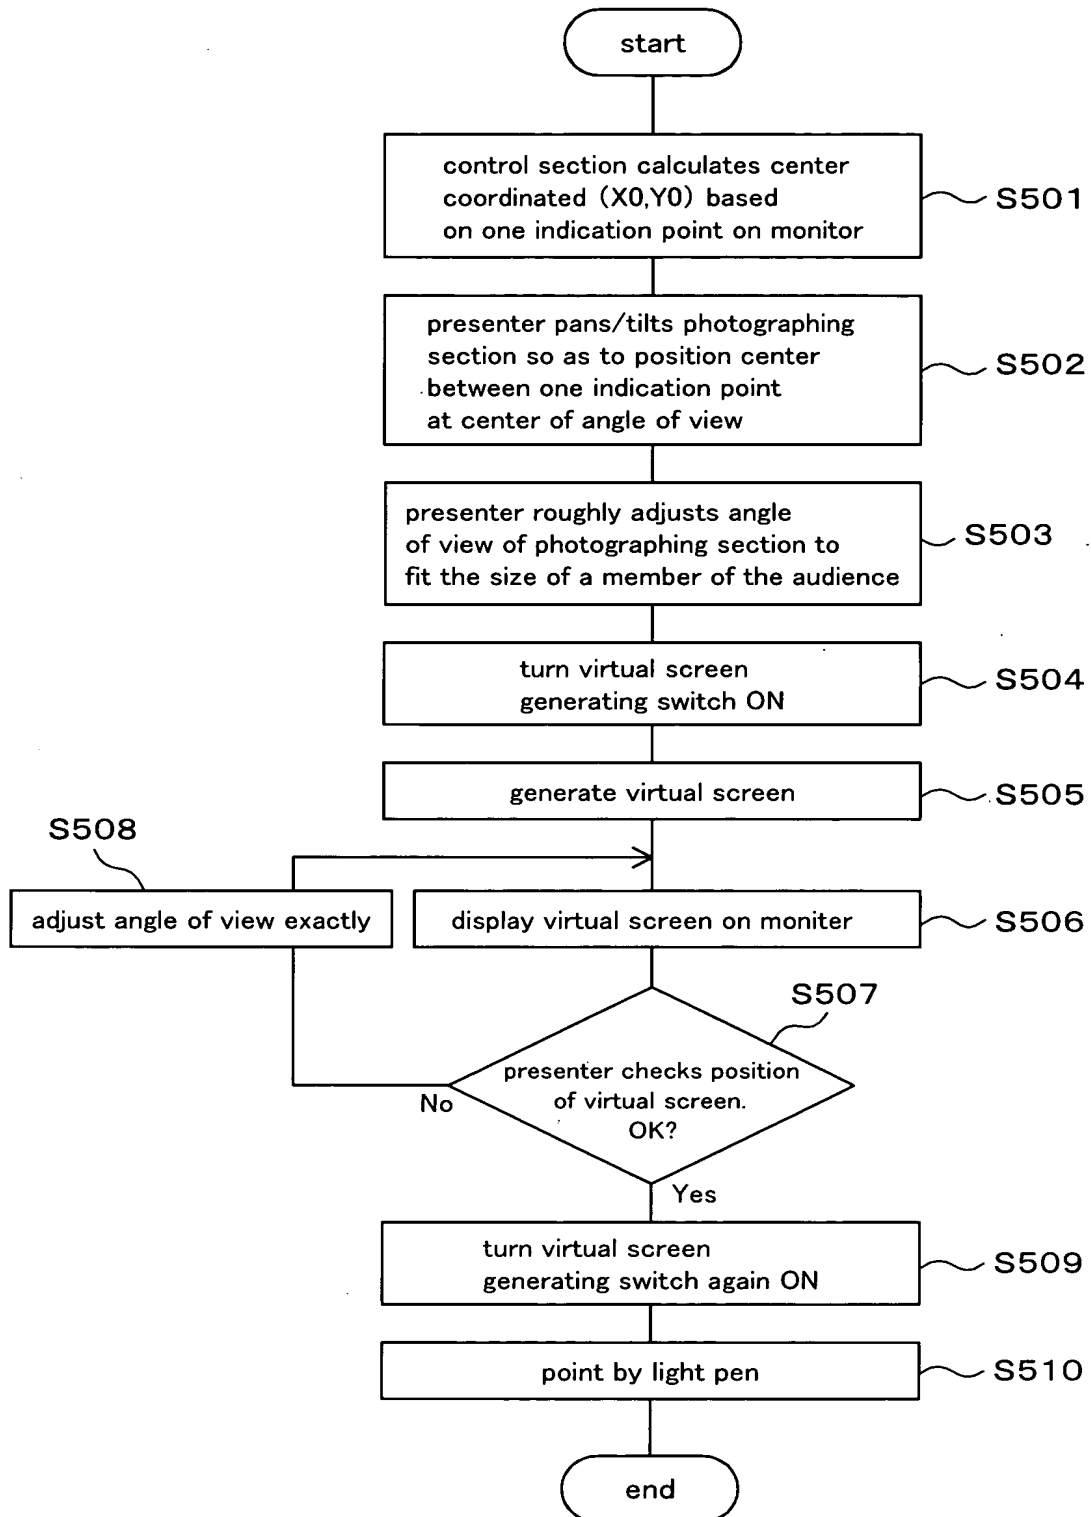 start
control section calculates center
coordinated (X0,Y0) based
on one indication point on monitor
S501
presenter pans/tilts photographing
section so as to position center
between one indication point
at center of angle of view
S502
presenter roughly adjusts angle
of view of photographing section to
fit the size of a member of the audience
S503
turn virtual screen
generating switch ON
S504
generate virtual screen
S505
S508
adjust angle of view exactly
display virtual screen on moniter
S506
S507
presenter checks position
of virtual screen.
OK?
No
Yes
turn virtual screen
generating switch again ON
S509
point by light pen
S510
end